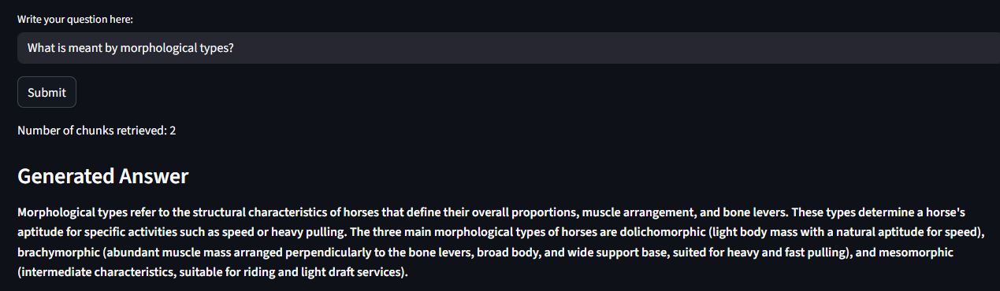 Write your question here:
What is meant by morphological types?
Submit
Number of chunks retrieved: 2
Generated Answer
Morphological types refer to the structural characteristics of horses that define their overall proportions, muscle arrangement, and bone levers. These types determine a horse's
aptitude for specific activities such as speed or heavy pulling. The three main morphological types of horses are dolichomorphic (light body mass with a natural aptitude for speed),
brachymorphic (abundant muscle mass arranged perpendicularly to the bone levers, broad body, and wide support base, suited for heavy and fast pulling), and mesomorphic
(intermediate characteristics, suitable for riding and light draft services).